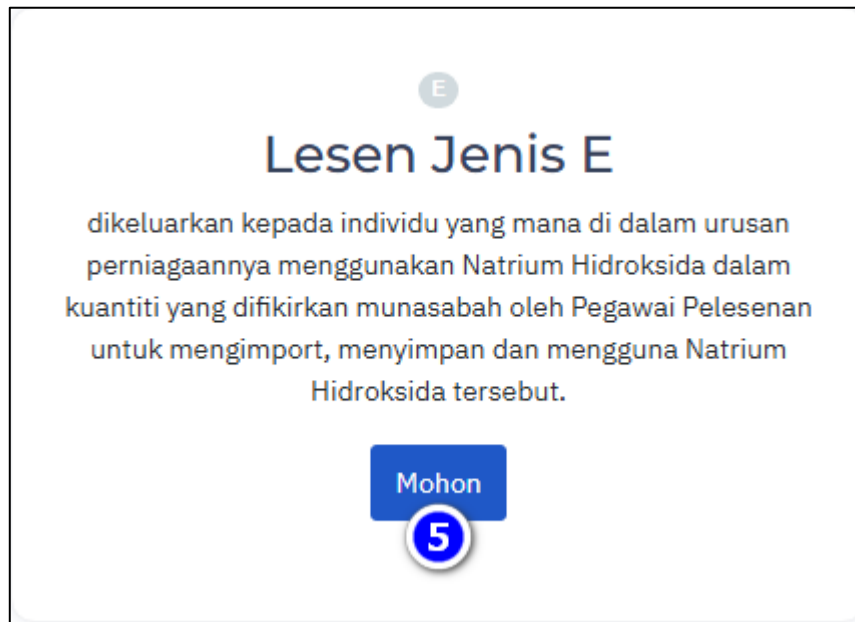 E
Lesen Jenis E
dikeluarkan kepada individu yang mana di dalam urusan
perniagaannya menggunakan Natrium Hidroksida dalam
kuantiti yang difikirkan munasabah oleh Pegawai Pelesenan
untuk mengimport, menyimpan dan mengguna Natrium
Hidroksida tersebut.
Mohon
5